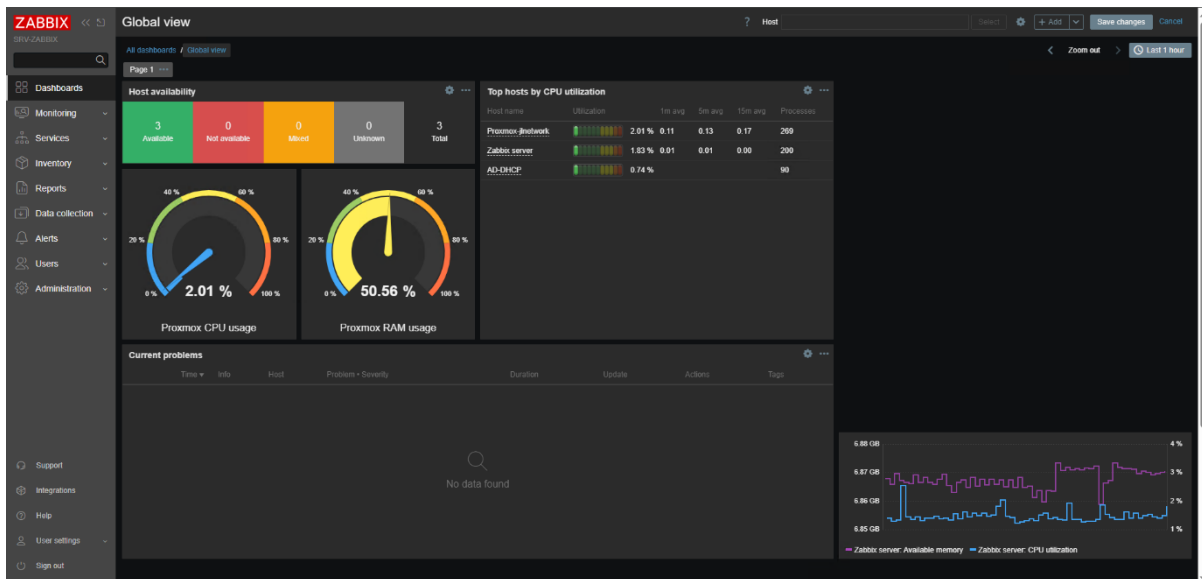 ZABBIX
Global view
? Host Select + Add Save changes Cancel
SRV-ZABBIX
All dashboards / Global view
Zoom out Last 1 hour
Page 1
Dashboards
Monitoring
Services
Inventory
Reports
Data collection
Alerts
Users
Administration
Support
Integrations
Help
User settings
Sign out
Host availability
3 Available
0 Not available
0 Mixed
0 Unknown
3 Total
Top hosts by CPU utilization
Host name Utilization 1m avg 5m avg 15m avg Processes
Proxmox-jlnetwork 2.01 % 0.11 0.13 0.17 269
Zabbix server 1.83 % 0.01 0.01 0.00 200
AD-DHCP 0.74 % 90
40 % 60 %
20 % 80 %
0 % 2.01 % 100 %
Proxmox CPU usage
40 % 60 %
20 % 80 %
0 % 50.56 % 100 %
Proxmox RAM usage
Current problems
Time Info Host Problem • Severity Duration Update Actions Tags
No data found
6.88 GB 4 %
6.87 GB 3 %
6.86 GB 2 %
6.85 GB 1 %
Zabbix server: Available memory Zabbix server: CPU utilization